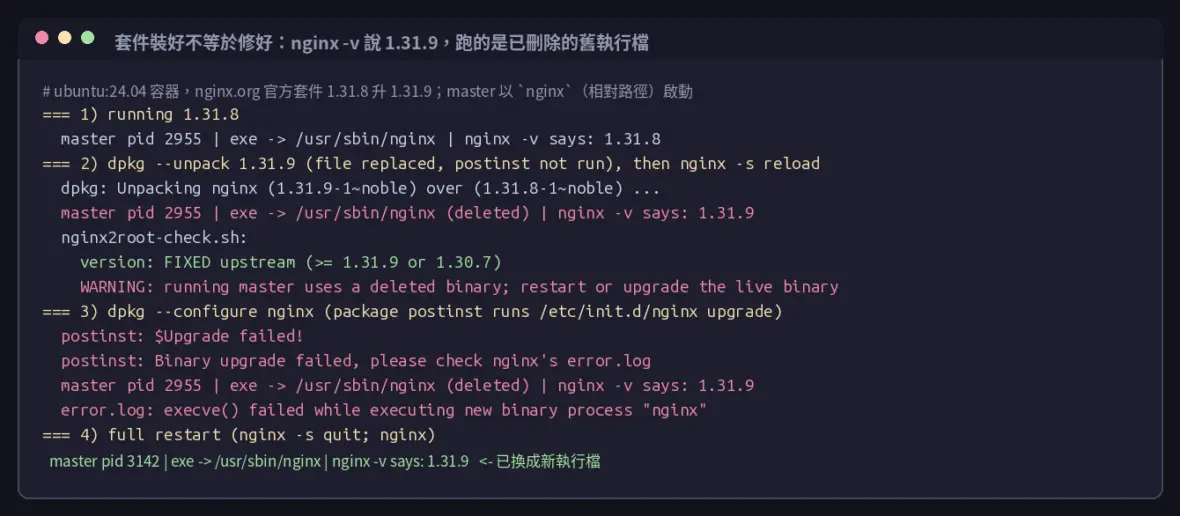 套件裝好不等於修好：nginx -v 說 1.31.9，跑的是已刪除的舊執行檔
# ubuntu:24.04 容器，nginx.org 官方套件 1.31.8 升 1.31.9；master 以 `nginx`（相對路徑）啟動
=== 1) running 1.31.8
master pid 2955 | exe -> /usr/sbin/nginx | nginx -v says: 1.31.8
=== 2) dpkg --unpack 1.31.9 (file replaced, postinst not run), then nginx -s reload
dpkg: Unpacking nginx (1.31.9-1~noble) over (1.31.8-1~noble) ...
master pid 2955 | exe -> /usr/sbin/nginx (deleted) | nginx -v says: 1.31.9
nginx2root-check.sh:
version: FIXED upstream (>= 1.31.9 or 1.30.7)
WARNING: running master uses a deleted binary; restart or upgrade the live binary
=== 3) dpkg --configure nginx (package postinst runs /etc/init.d/nginx upgrade)
postinst: $Upgrade failed!
postinst: Binary upgrade failed, please check nginx's error.log
master pid 2955 | exe -> /usr/sbin/nginx (deleted) | nginx -v says: 1.31.9
error.log: execve() failed while executing new binary process "nginx"
=== 4) full restart (nginx -s quit; nginx)
master pid 3142 | exe -> /usr/sbin/nginx | nginx -v says: 1.31.9 <- 已換成新執行檔